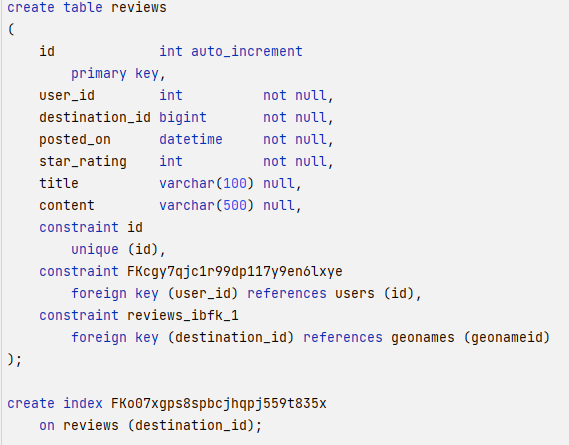 create table reviews
(
    id             int auto_increment
        primary key,
    user_id        int          not null,
    destination_id bigint       not null,
    posted_on      datetime     not null,
    star_rating    int          not null,
    title          varchar(100) null,
    content        varchar(500) null,
    constraint id
        unique (id),
    constraint FKcgy7qjc1r99dp117y9en6lxye
        foreign key (user_id) references users (id),
    constraint reviews_ibfk_1
        foreign key (destination_id) references geonames (geonameid)
);

create index FKo07xgps8spbcjhqpj559t835x
    on reviews (destination_id);